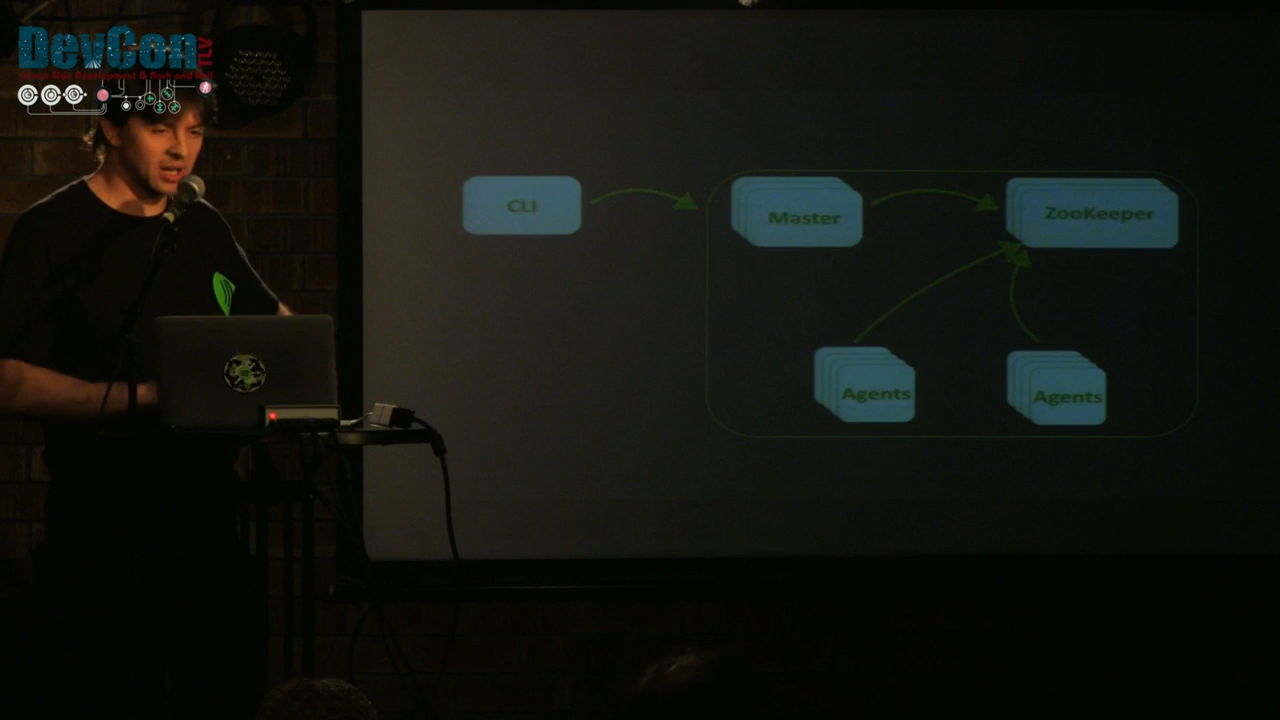 DevCon
TLV
CLI
Master
ZooKeeper
Agents
Agents